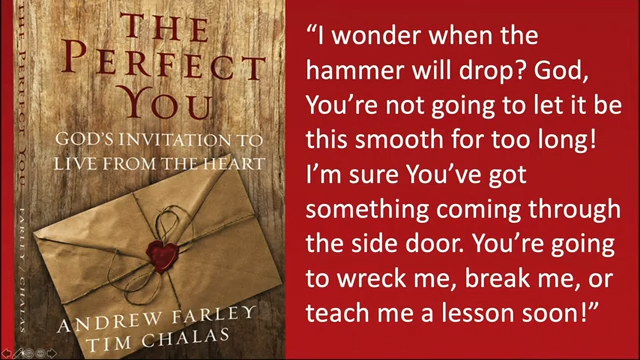 THE
PERFECT
YOU
GOD'S INVITATION TO
LIVE FROM THE HEART
ANDREW FARLEY
TIM CHALAS
THE PERFECT YOU
FARLEY / CHALAS
“I wonder when the
hammer will drop? God,
You’re not going to let it be
this smooth for too long!
I’m sure You’ve got
something coming through
the side door. You’re going
to wreck me, break me, or
teach me a lesson soon!”